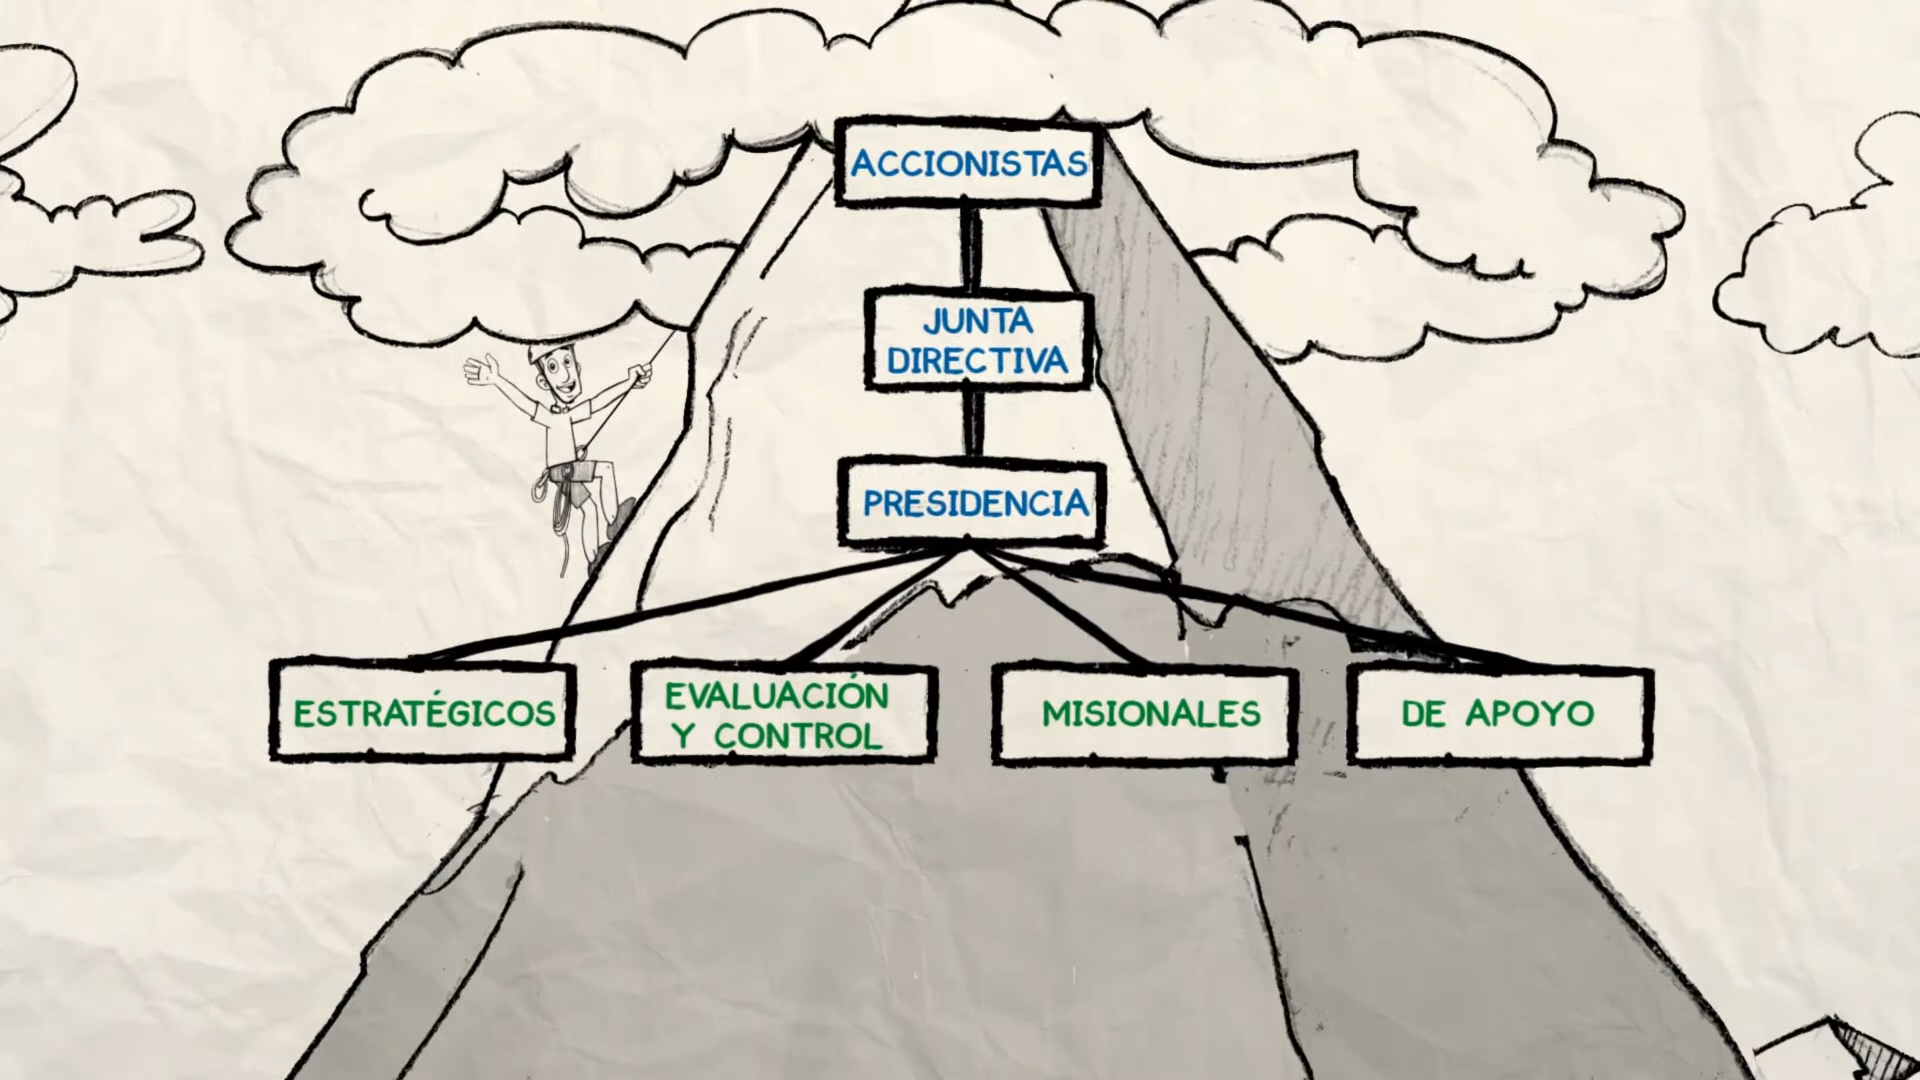 ACCIONISTAS
JUNTA
DIRECTIVA
PRESIDENCIA
ESTRATÉGICOS
EVALUACIÓN
Y CONTROL
MISIONALES
DE APOYO